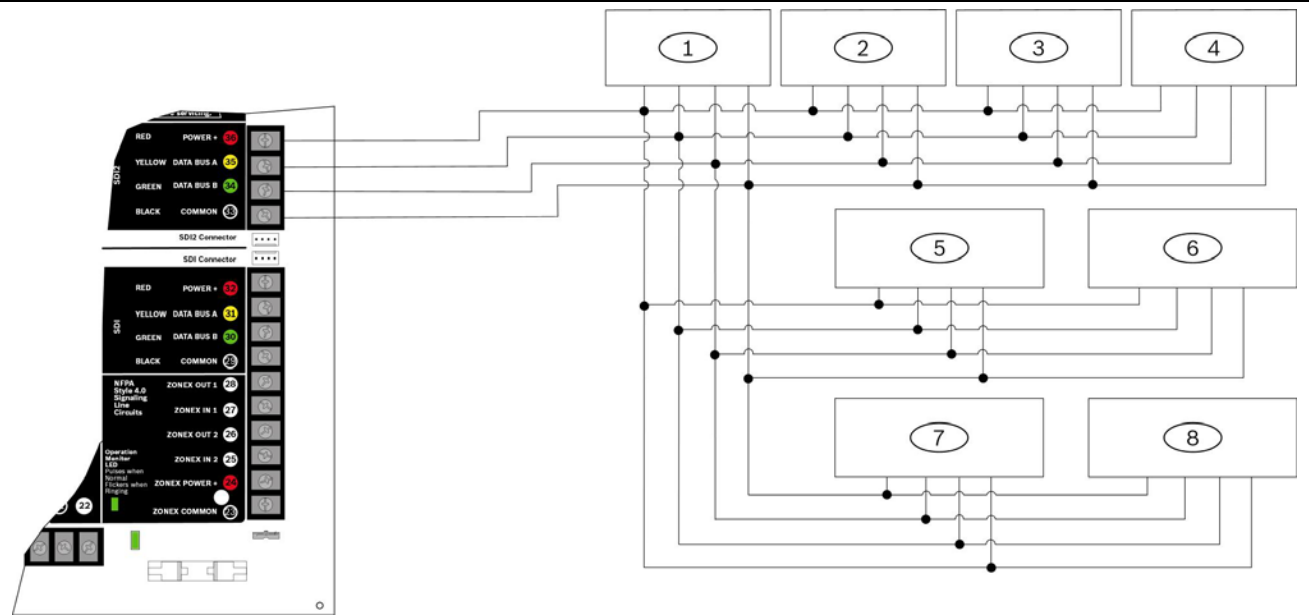 servicing.
RED POWER + 36
YELLOW DATA BUS A 35
GREEN DATA BUS B 34
BLACK COMMON 33
SDI2
SDI2 Connector
SDI Connector
RED POWER + 32
YELLOW DATA BUS A 31
GREEN DATA BUS B 30
BLACK COMMON 29
SDI
NFPA
Style 4.0
Signaling
Line
Circuits
ZONEX OUT 1 28
ZONEX IN 1 27
ZONEX OUT 2 26
ZONEX IN 2 25
ZONEX POWER + 24
ZONEX COMMON 23
Operation
Monitor
LED
Pulses when
Normal
Flickers when
Ringing
22
1
2
3
4
5
6
7
8